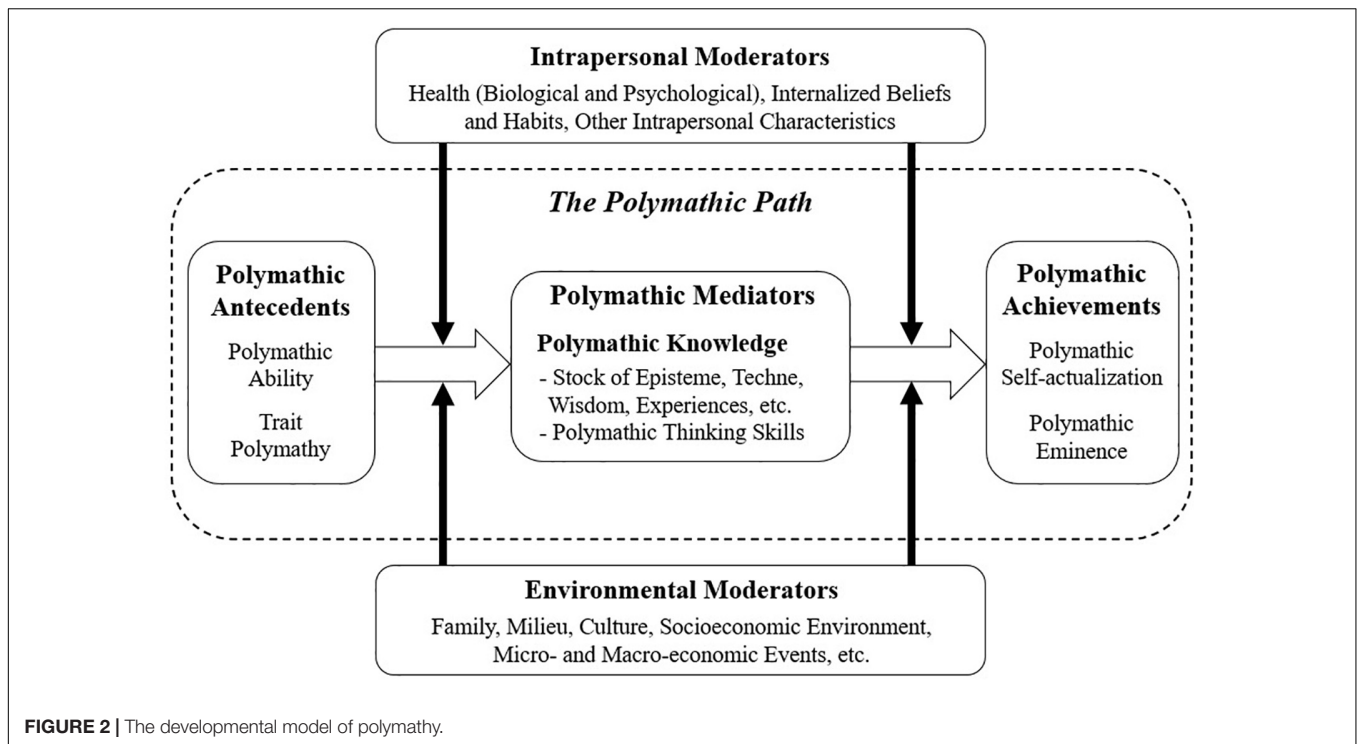 Intrapersonal Moderators
Health (Biological and Psychological), Internalized Beliefs
and Habits, Other Intrapersonal Characteristics
The Polymathic Path
Polymathic
Antecedents
Polymathic
Ability
Trait
Polymathy
Polymathic Mediators
Polymathic Knowledge
- Stock of Episteme, Techne,
Wisdom, Experiences, etc.
- Polymathic Thinking Skills
Polymathic
Achievements
Polymathic
Self-actualization
Polymathic
Eminence
Environmental Moderators
Family, Milieu, Culture, Socioeconomic Environment,
Micro- and Macro-economic Events, etc.
FIGURE 2 | The developmental model of polymathy.